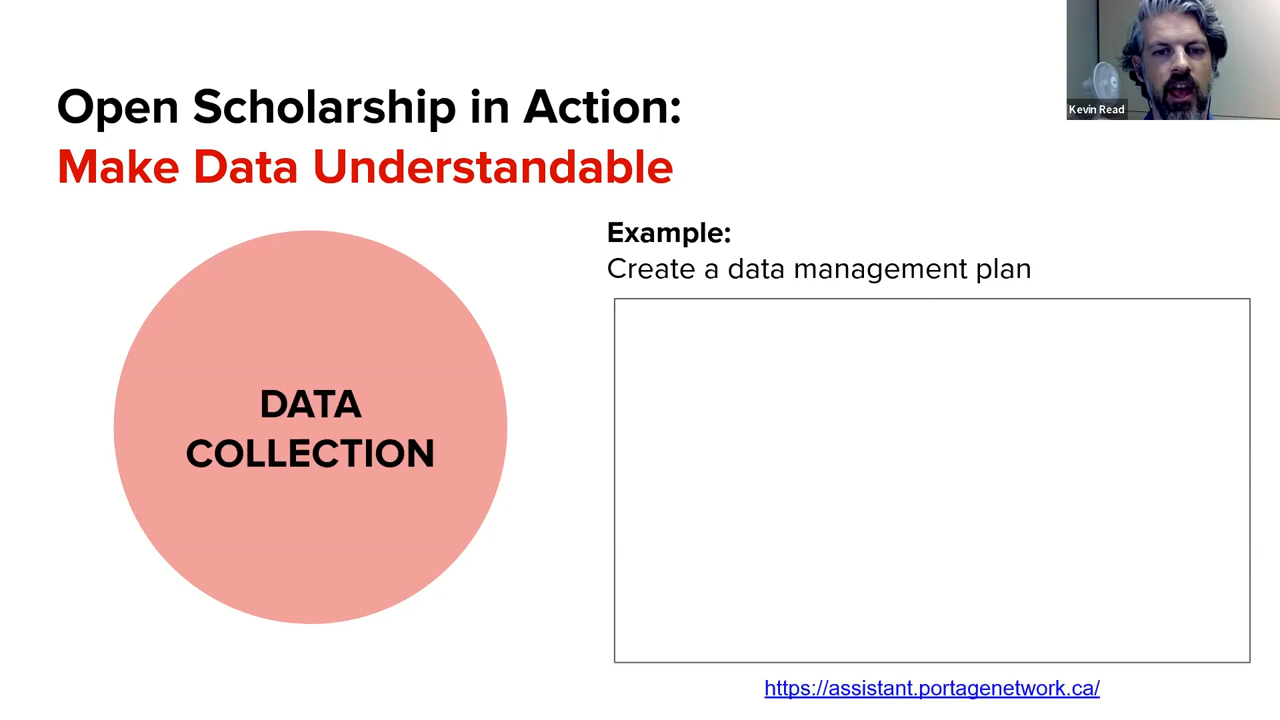 Open Scholarship in Action:
Make Data Understandable
Kevin Read
Example:
Create a data management plan
DATA
COLLECTION
https://assistant.portagenetwork.ca/